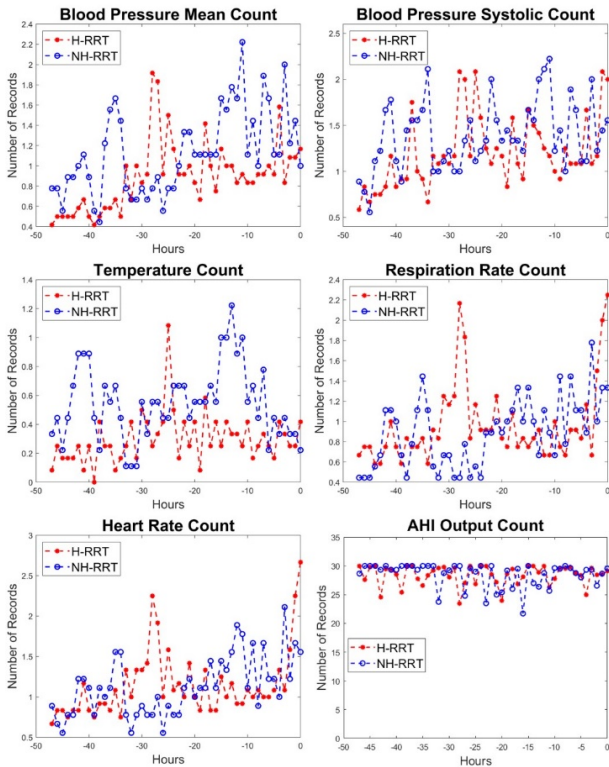 Blood Pressure Mean Count
H-RRT
NH-RRT
Number of Records
2.4
2.2
2
1.8
1.6
1.4
1.2
1
0.8
0.6
0.4
-50 -40 -30 -20 -10 0
Hours
Blood Pressure Systolic Count
H-RRT
NH-RRT
Number of Records
2.5
2
1.5
1
0.5
-50 -40 -30 -20 -10 0
Hours
Temperature Count
H-RRT
NH-RRT
Number of Records
1.4
1.2
1
0.8
0.6
0.4
0.2
0
-50 -40 -30 -20 -10 0
Hours
Respiration Rate Count
H-RRT
NH-RRT
Number of Records
2.4
2.2
2
1.8
1.6
1.4
1.2
1
0.8
0.6
0.4
-50 -40 -30 -20 -10 0
Hours
Heart Rate Count
H-RRT
NH-RRT
Number of Records
3
2.5
2
1.5
1
0.5
-50 -40 -30 -20 -10 0
Hours
AHI Output Count
H-RRT
NH-RRT
Number of Records
35
30
25
20
15
10
5
0
-50 -45 -40 -35 -30 -25 -20 -15 -10 -5 0
Hours